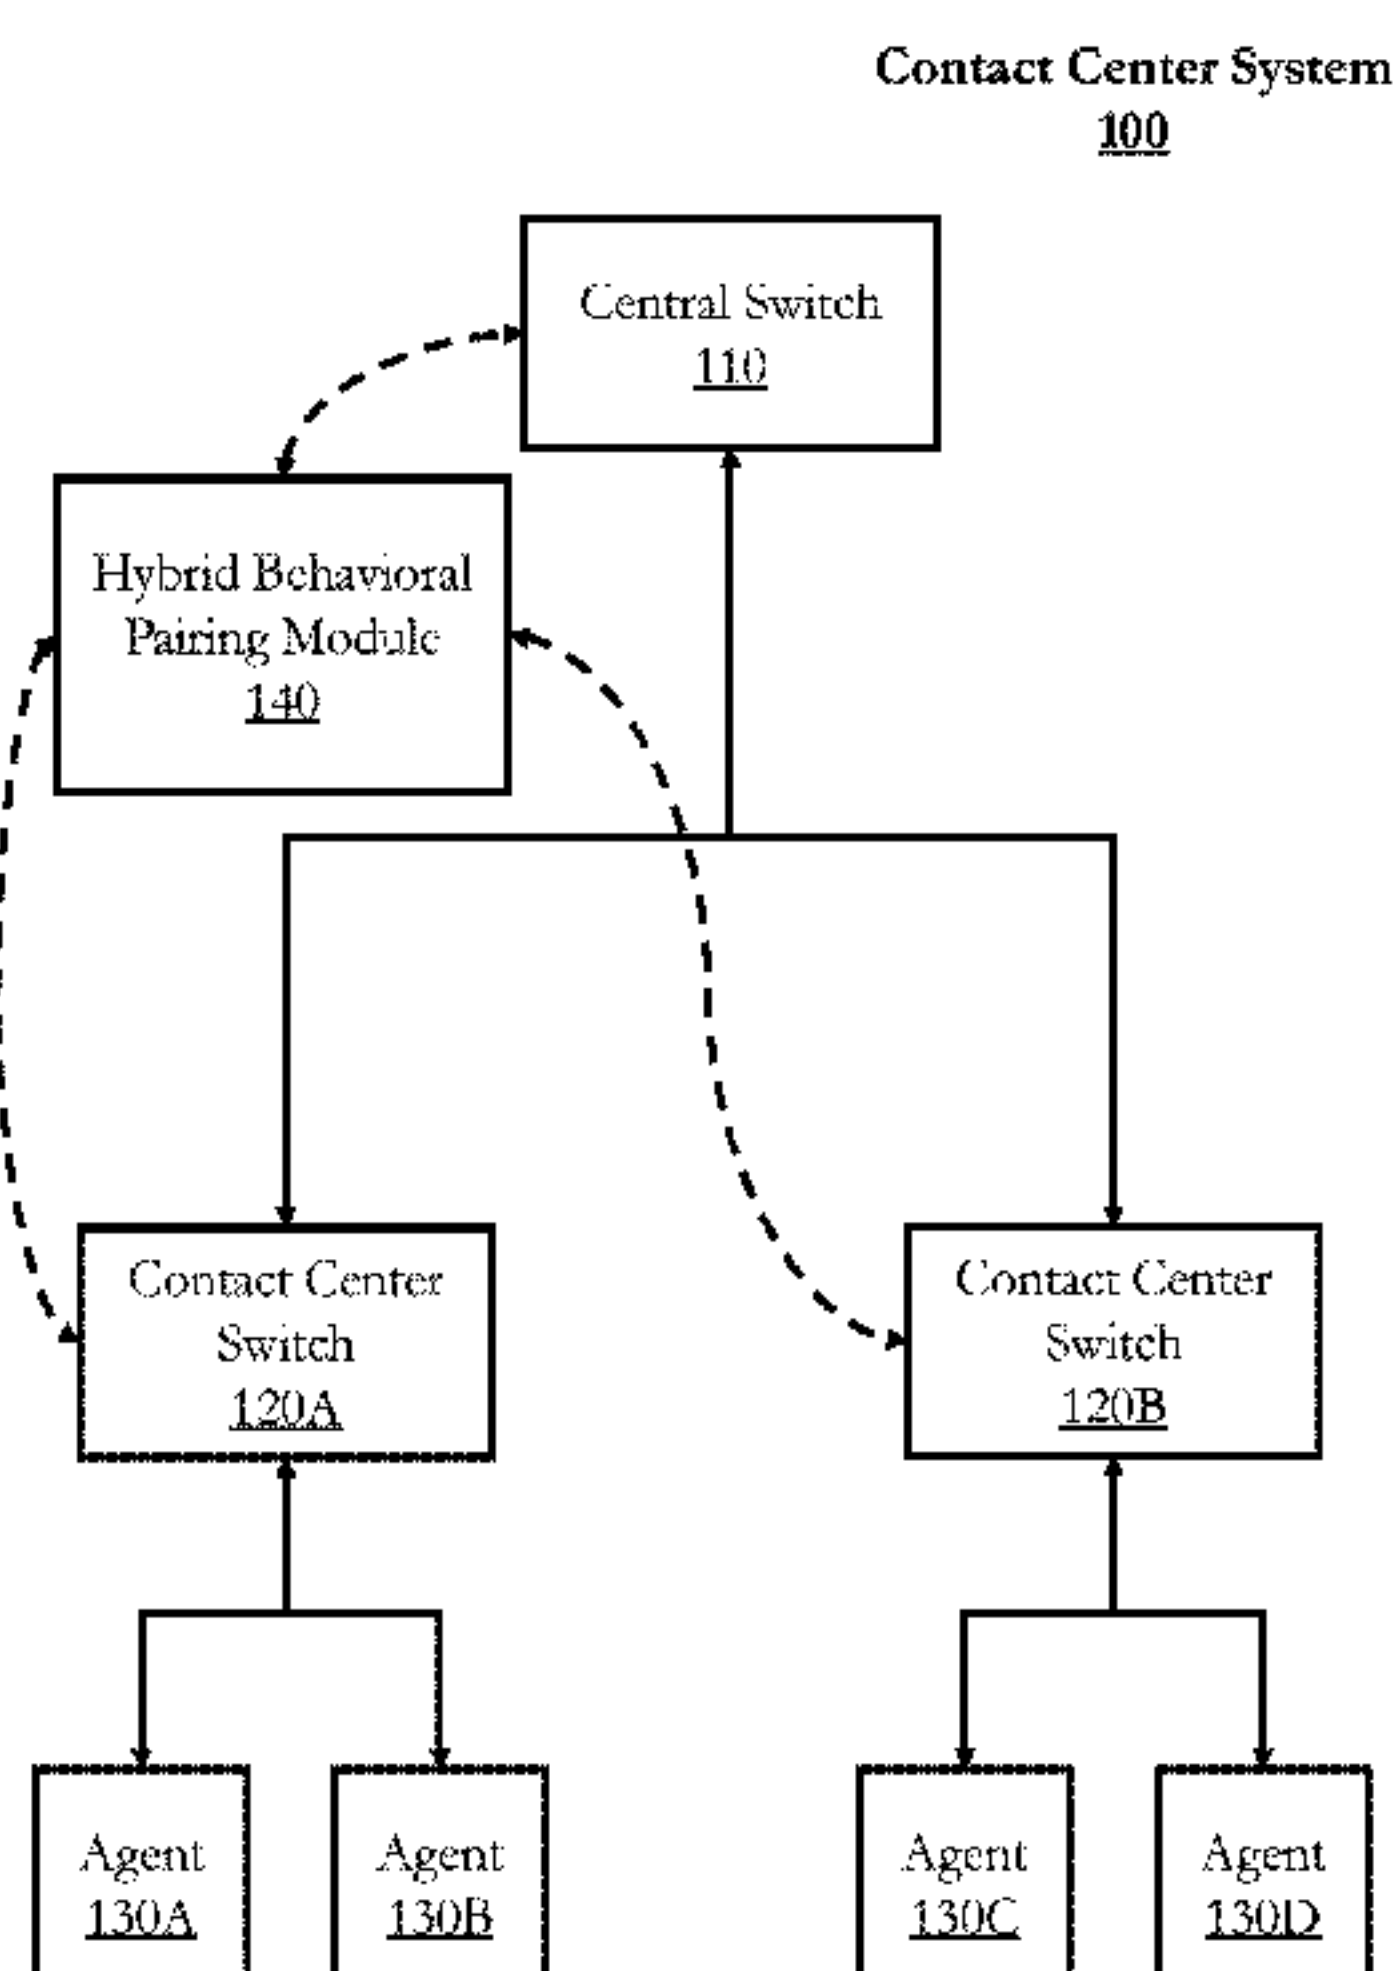 Contact Center System
100
Central Switch
110
Hybrid Behavioral
Pairing Module
140
Contact Center
Switch
120A
Contact Center
Switch
120B
Agent
130A
Agent
130B
Agent
130C
Agent
130D